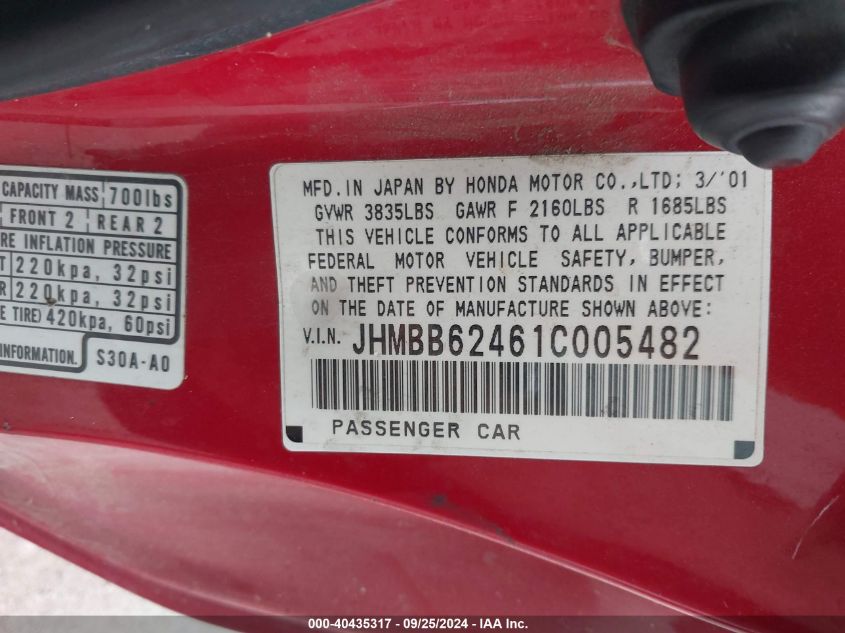 CAPACITY MASS 700lbs
FRONT 2 REAR 2
RE INFLATION PRESSURE
T 220kpa, 32psi
R 220kpa, 32psi
E TIRE) 420kpa, 60psi
INFORMATION. S30A-A0
MFD. IN JAPAN BY HONDA MOTOR CO.,LTD; 3/'01
GVWR 3835LBS GAWR F 2160LBS R 1685LBS
THIS VEHICLE CONFORMS TO ALL APPLICABLE
FEDERAL MOTOR VEHICLE SAFETY, BUMPER,
AND THEFT PREVENTION STANDARDS IN EFFECT
ON THE DATE OF MANUFACTURE SHOWN ABOVE:
V.I.N. JHMBB62461C005482
PASSENGER CAR
000-40435317 - 09/25/2024 - IAA Inc.